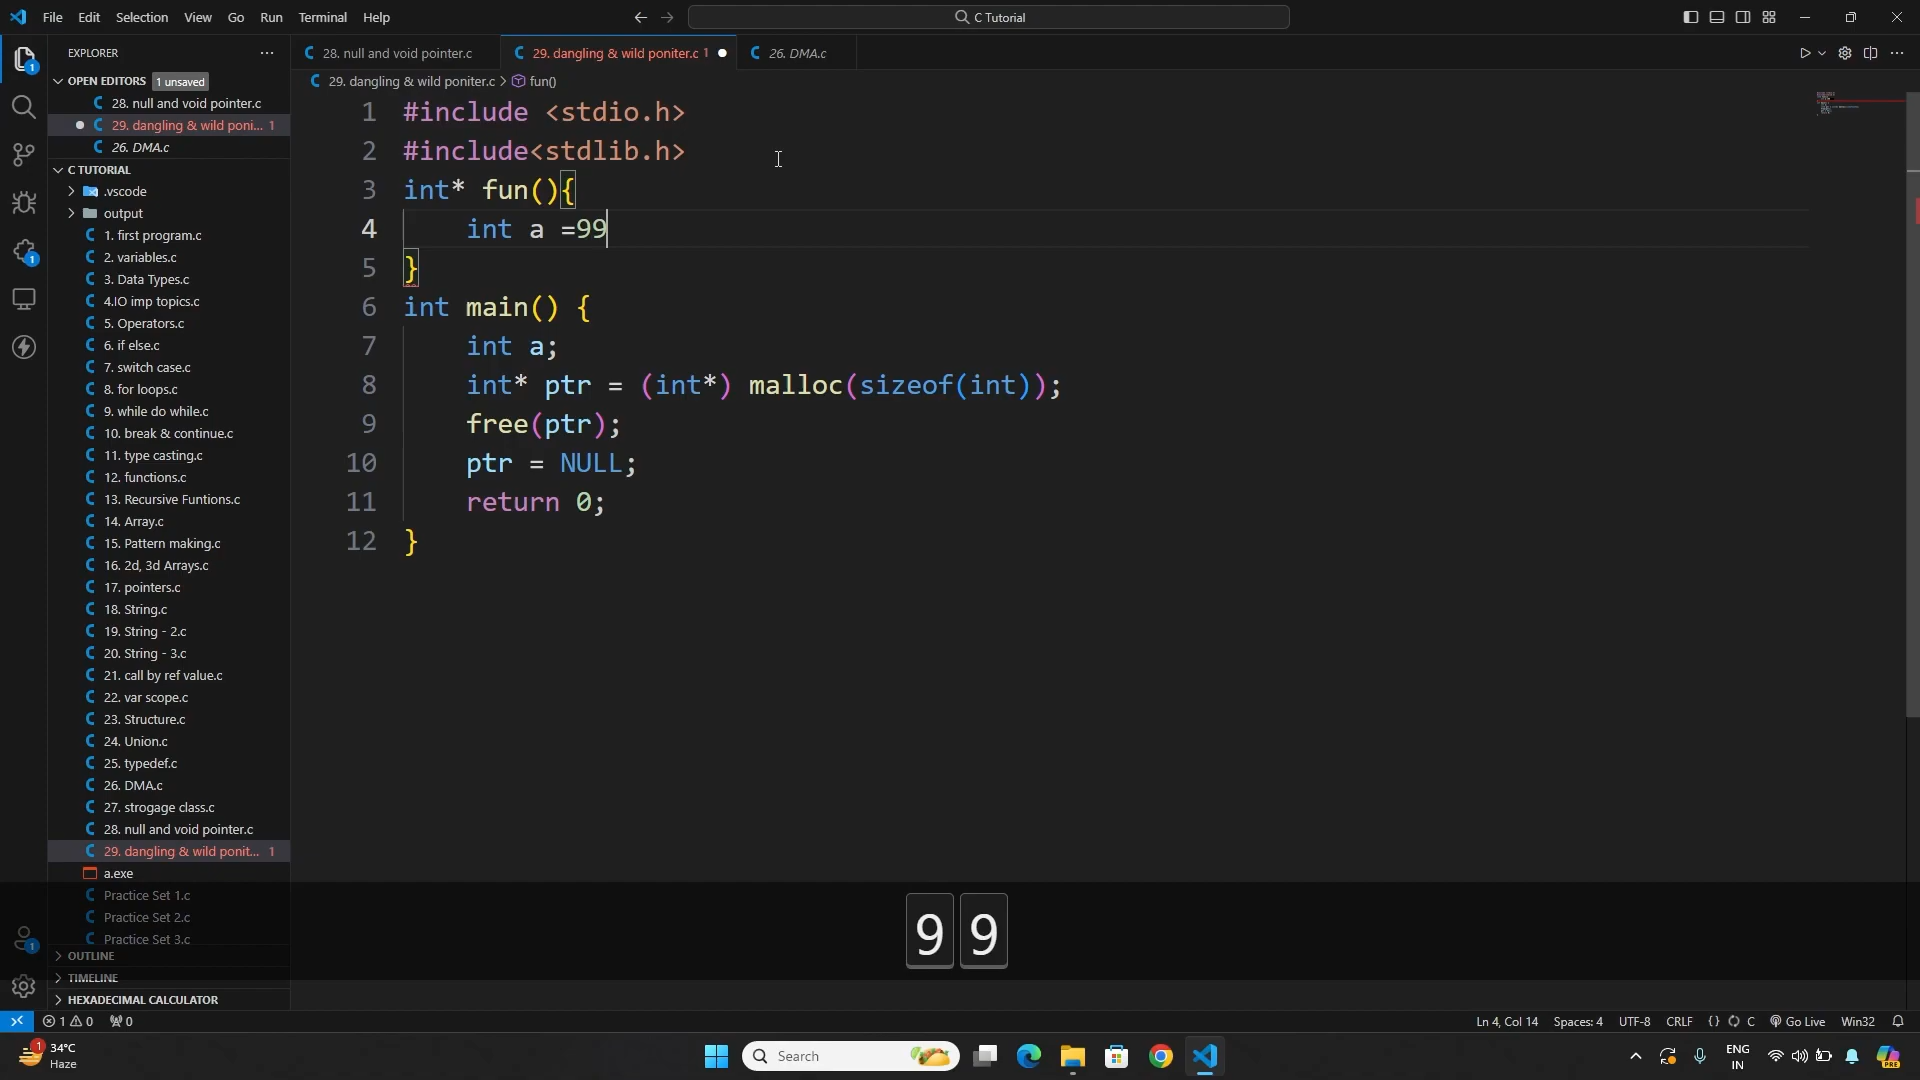 File Edit Selection View Go Run Terminal Help
C Tutorial
EXPLORER
28. null and void pointer.c
29. dangling & wild poniter.c 1
26. DMA.c
OPEN EDITORS 1 unsaved
28. null and void pointer.c
29. dangling & wild poni... 1
26. DMA.c
C TUTORIAL
.vscode
output
1. first program.c
2. variables.c
3. Data Types.c
4.IO imp topics.c
5. Operators.c
6. if else.c
7. switch case.c
8. for loops.c
9. while do while.c
10. break & continue.c
11. type casting.c
12. functions.c
13. Recursive Funtions.c
14. Array.c
15. Pattern making.c
16. 2d, 3d Arrays.c
17. pointers.c
18. String.c
19. String - 2.c
20. String - 3.c
21. call by ref value.c
22. var scope.c
23. Structure.c
24. Union.c
25. typedef.c
26. DMA.c
27. strogage class.c
28. null and void pointer.c
29. dangling & wild ponit... 1
a.exe
Practice Set 1.c
Practice Set 2.c
Practice Set 3.c
OUTLINE
TIMELINE
HEXADECIMAL CALCULATOR
29. dangling & wild poniter.c > fun()
1 #include <stdio.h>
2 #include<stdlib.h>
3 int* fun(){
4 int a =99
5 }
6 int main() {
7 int a;
8 int* ptr = (int*) malloc(sizeof(int));
9 free(ptr);
10 ptr = NULL;
11 return 0;
12 }
9 9
1 0 0
Ln 4, Col 14 Spaces: 4 UTF-8 CRLF {} C Go Live Win32
1
34°C
Haze
Search
ENG
IN
PRE